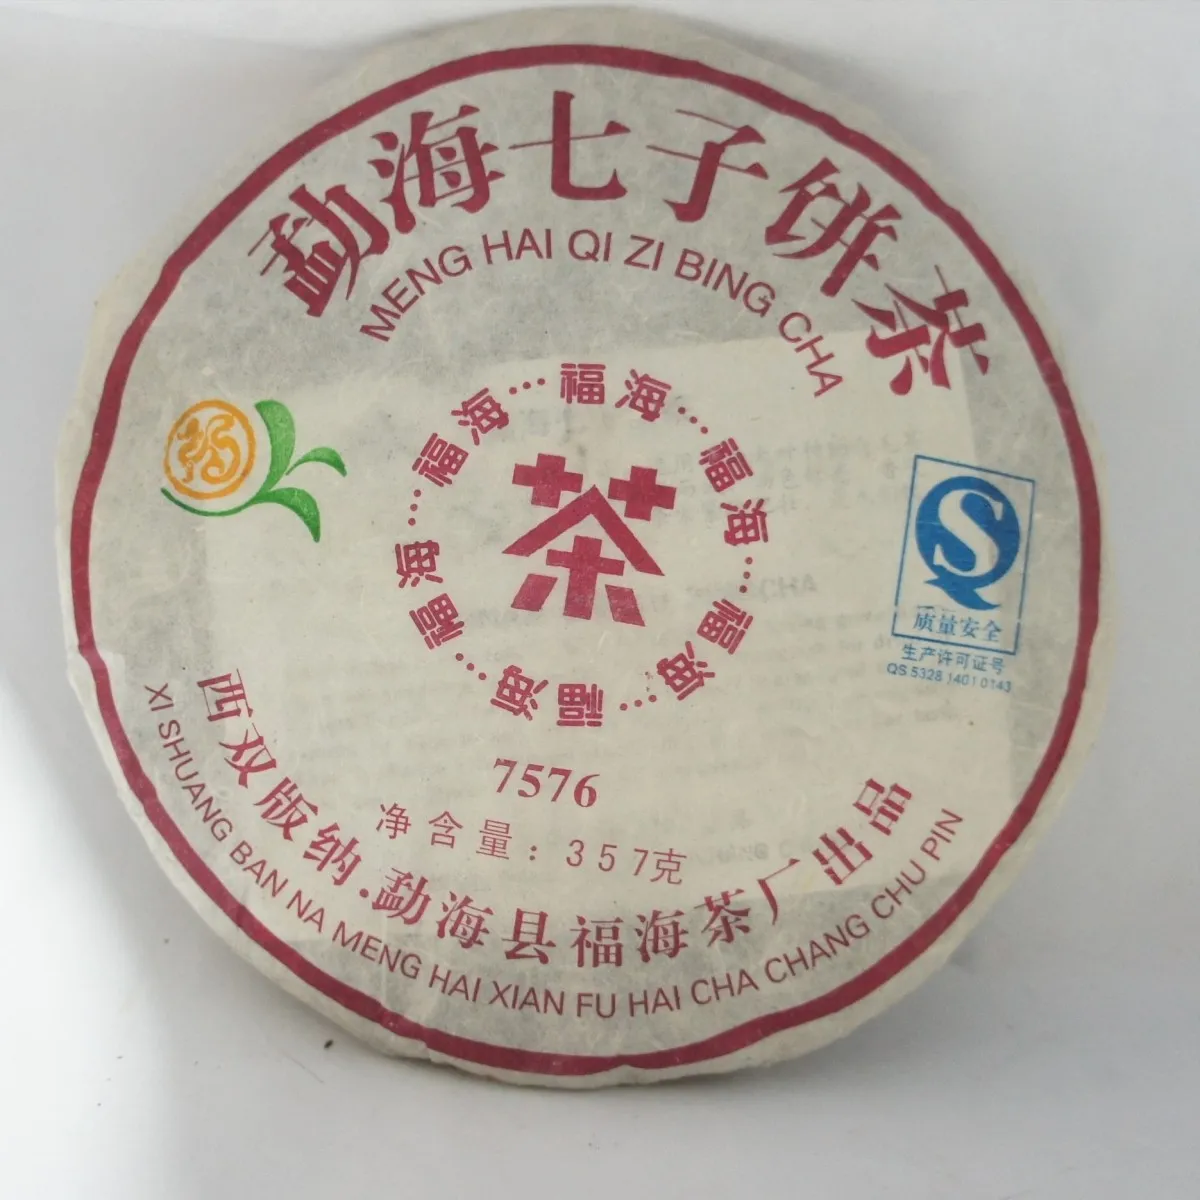 勐海七子饼茶
MENG HAI QI ZI BING CHA
福海…福海…福海…福海…福海…
茶
质量安全
生产许可证号
QS 5328 1401 0143
7576
净含量:357克
西双版纳.勐海县福海茶厂出品
XI SHUANG BAN NA MENG HAI XIAN FU HAI CHA CHANG CHU PIN